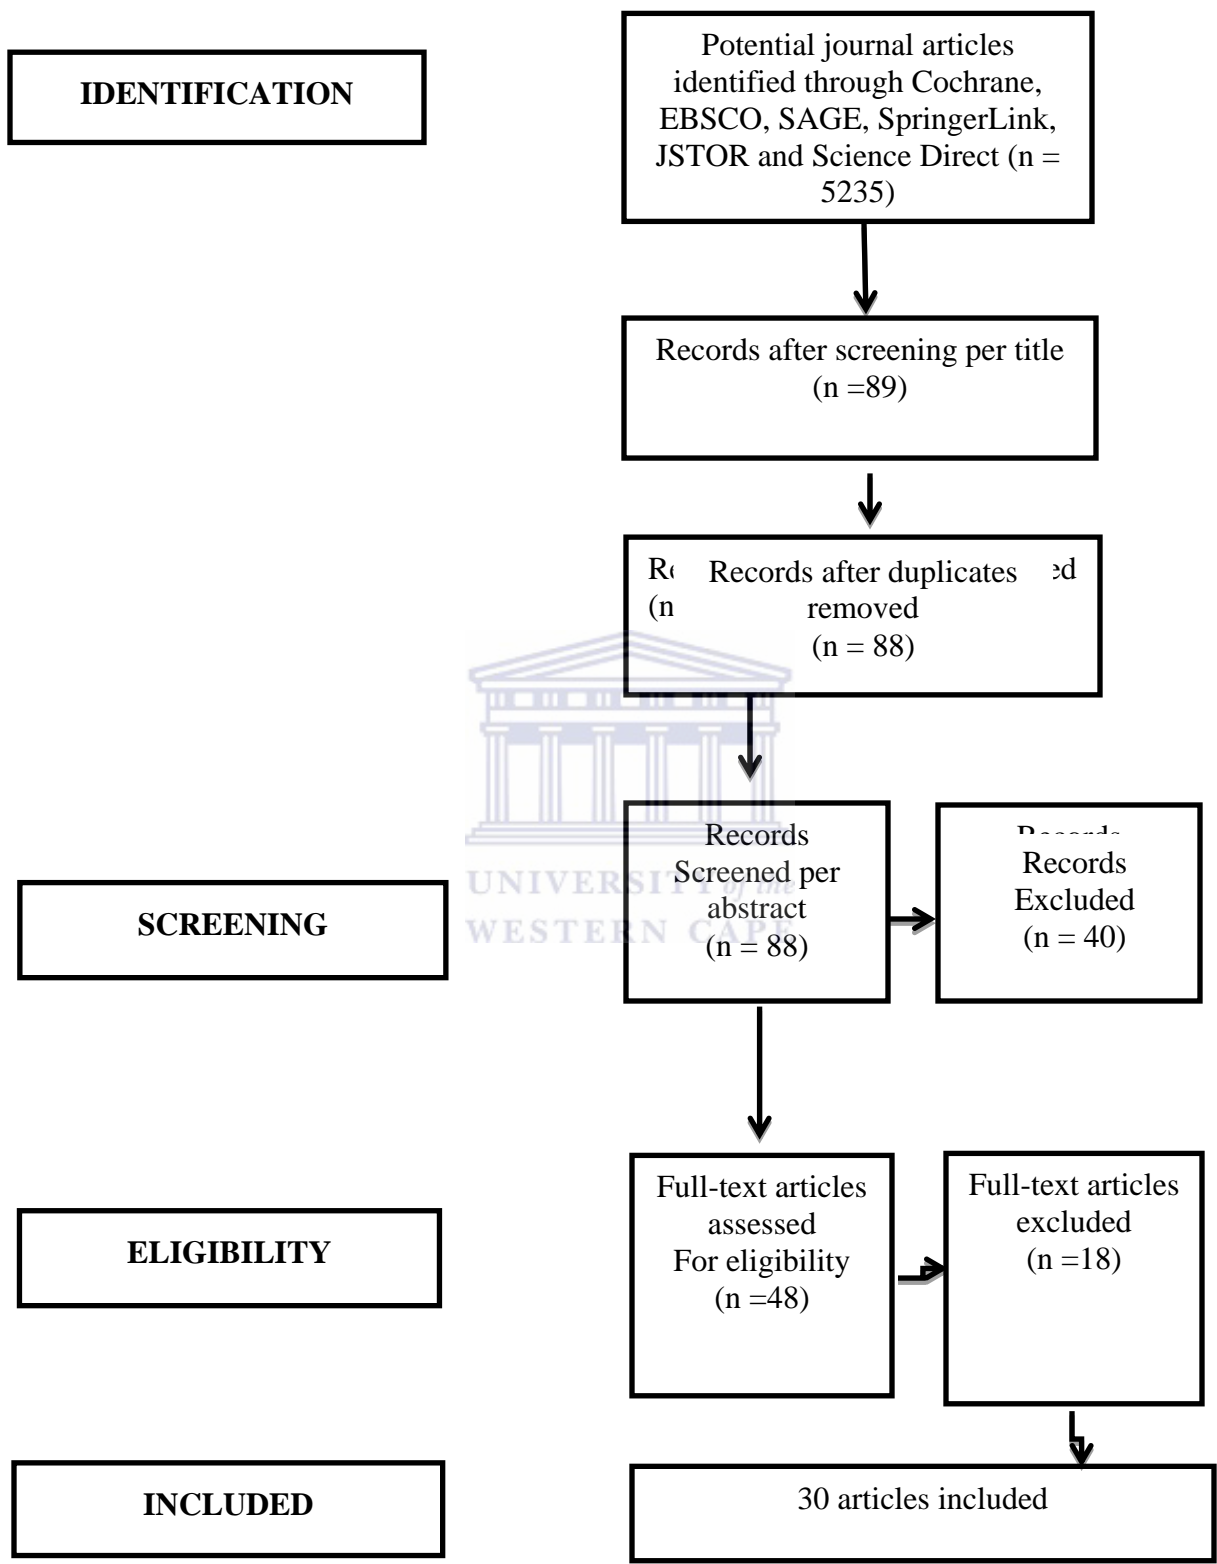 IDENTIFICATION
Potential journal articles
identified through Cochrane,
EBSCO, SAGE, SpringerLink,
JSTOR and Science Direct (n =
5235)
Records after screening per title
(n =89)
Records after duplicates
removed
(n = 88)
UNIVERSITY of the
WESTERN CAPE
SCREENING
Records
Screened per
abstract
(n = 88)
Records
Excluded
(n = 40)
ELIGIBILITY
Full-text articles
assessed
For eligibility
(n =48)
Full-text articles
excluded
(n =18)
INCLUDED
30 articles included